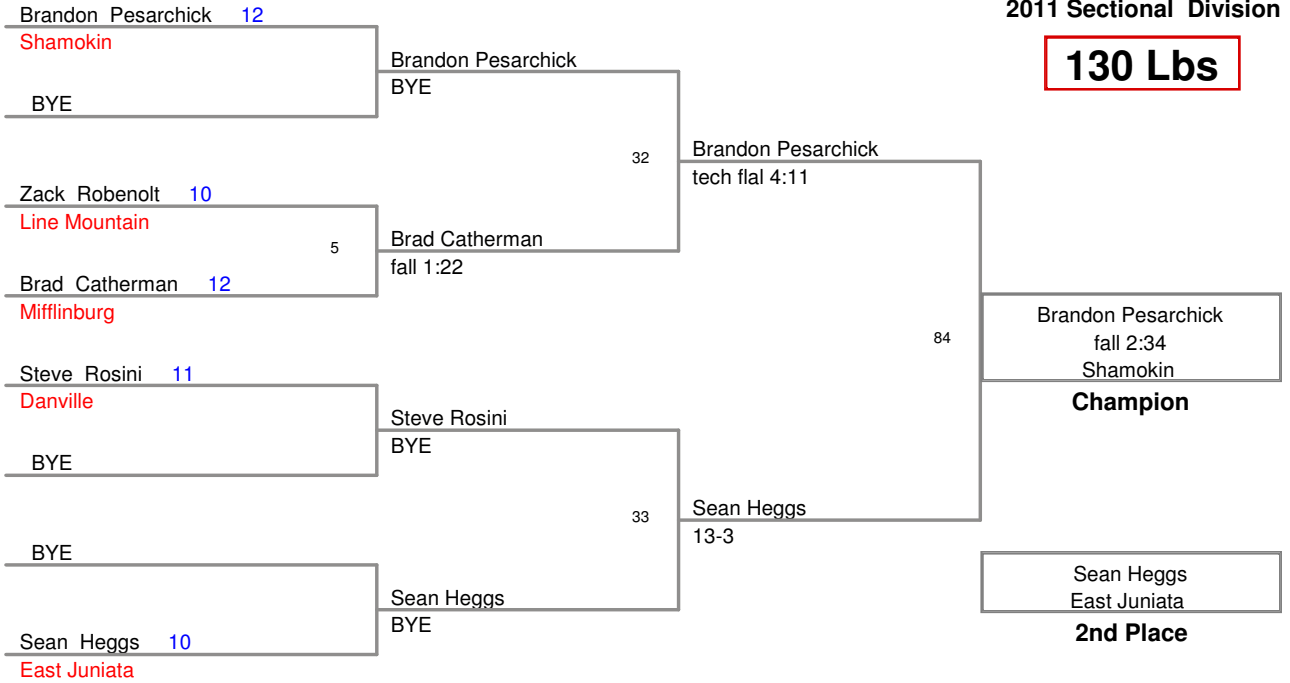 2011 Sectional Division
130 Lbs
Brandon Pesarchick 12
Shamokin
BYE
Zack Robenolt 10
Line Mountain
5
Brad Catherman 12
Mifflinburg
Steve Rosini 11
Danville
BYE
BYE
Sean Heggs 10
East Juniata
Brandon Pesarchick
BYE
32
Brad Catherman
fall 1:22
Steve Rosini
BYE
33
Sean Heggs
BYE
Brandon Pesarchick
tech flal 4:11
84
Sean Heggs
13-3
Brandon Pesarchick
fall 2:34
Shamokin
Champion
Sean Heggs
East Juniata
2nd Place